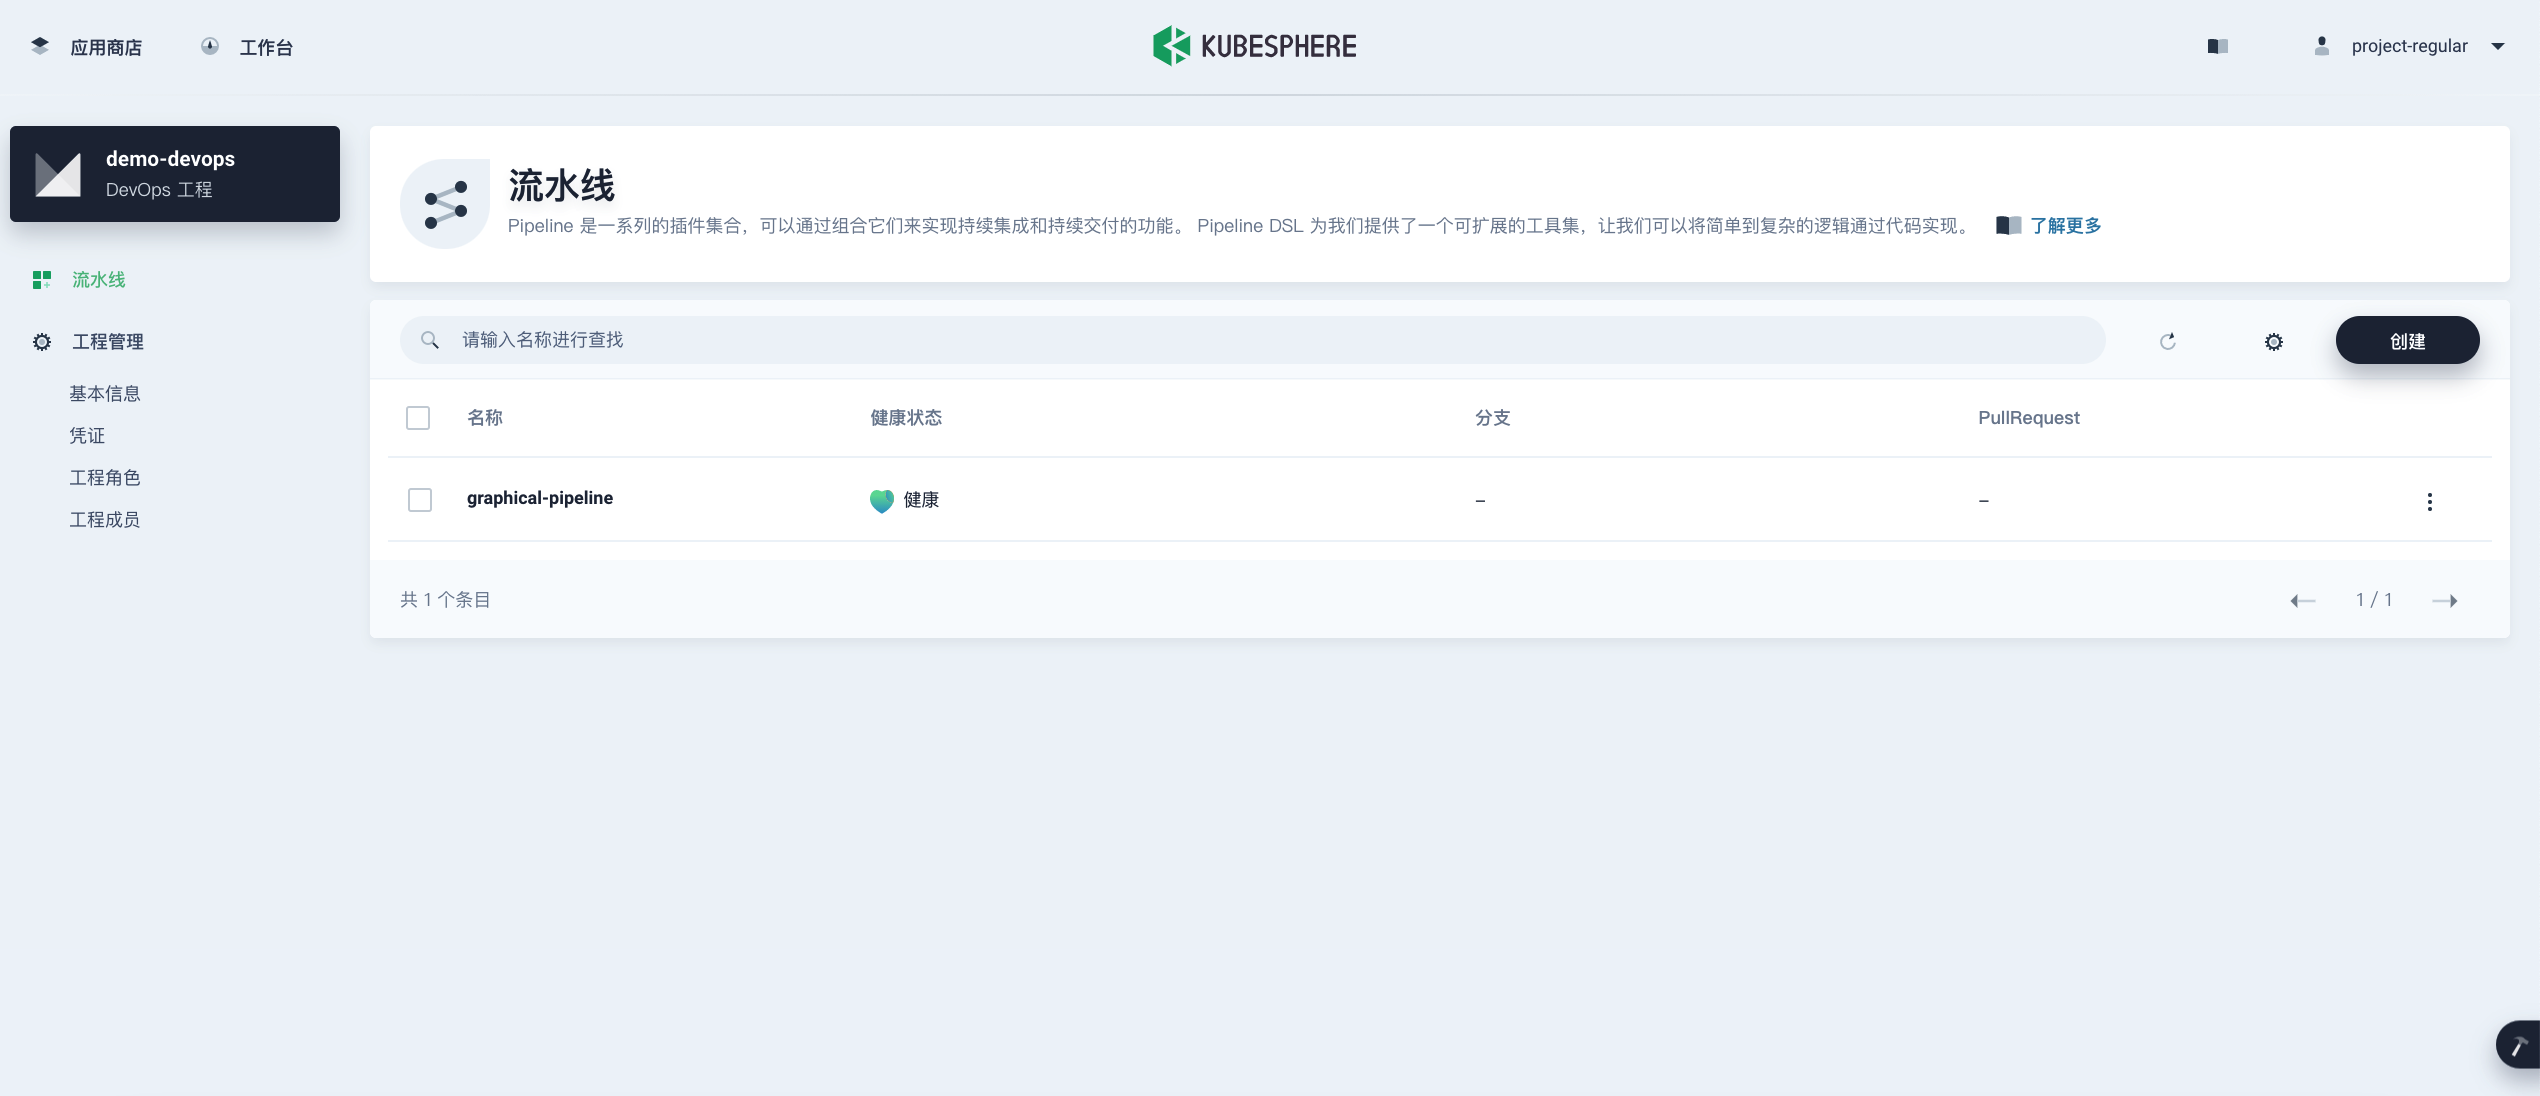 应用商店 工作台 KUBESPHERE project-regular
demo-devops
DevOps 工程
流水线
工程管理
基本信息
凭证
工程角色
工程成员
流水线
Pipeline 是一系列的插件集合，可以通过组合它们来实现持续集成和持续交付的功能。 Pipeline DSL 为我们提供了一个可扩展的工具集，让我们可以将简单到复杂的逻辑通过代码实现。 了解更多
请输入名称进行查找 创建
名称 健康状态 分支 PullRequest
graphical-pipeline 健康 – –
共 1 个条目 1 / 1